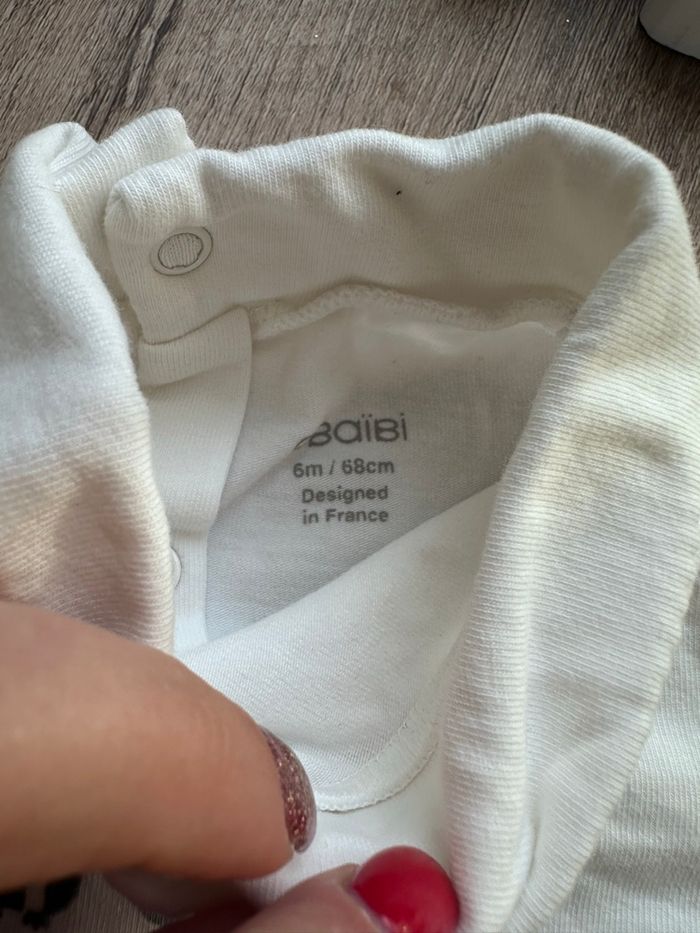 Baïbi
6m / 68cm
Designed
in France